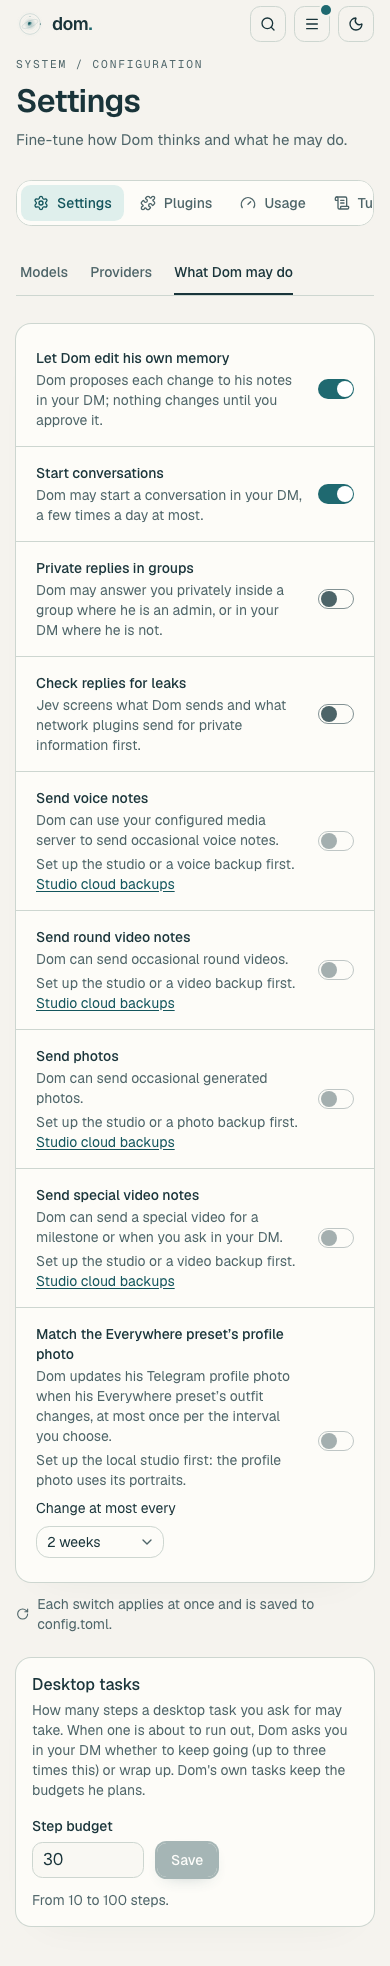 dom.
SYSTEM / CONFIGURATION
Settings
Fine-tune how Dom thinks and what he may do.
Settings Plugins Usage Tu
Models Providers What Dom may do
Let Dom edit his own memory
Dom proposes each change to his notes
in your DM; nothing changes until you
approve it.
Start conversations
Dom may start a conversation in your DM,
a few times a day at most.
Private replies in groups
Dom may answer you privately inside a
group where he is an admin, or in your
DM where he is not.
Check replies for leaks
Jev screens what Dom sends and what
network plugins send for private
information first.
Send voice notes
Dom can use your configured media
server to send occasional voice notes.
Set up the studio or a voice backup first.
Studio cloud backups
Send round video notes
Dom can send occasional round videos.
Set up the studio or a video backup first.
Studio cloud backups
Send photos
Dom can send occasional generated
photos.
Set up the studio or a photo backup first.
Studio cloud backups
Send special video notes
Dom can send a special video for a
milestone or when you ask in your DM.
Set up the studio or a video backup first.
Studio cloud backups
Match the Everywhere preset's profile
photo
Dom updates his Telegram profile photo
when his Everywhere preset's outfit
changes, at most once per the interval
you choose.
Set up the local studio first: the profile
photo uses its portraits.
Change at most every
2 weeks
Each switch applies at once and is saved to
config.toml.
Desktop tasks
How many steps a desktop task you ask for may
take. When one is about to run out, Dom asks you
in your DM whether to keep going (up to three
times this) or wrap up. Dom's own tasks keep the
budgets he plans.
Step budget
30 Save
From 10 to 100 steps.